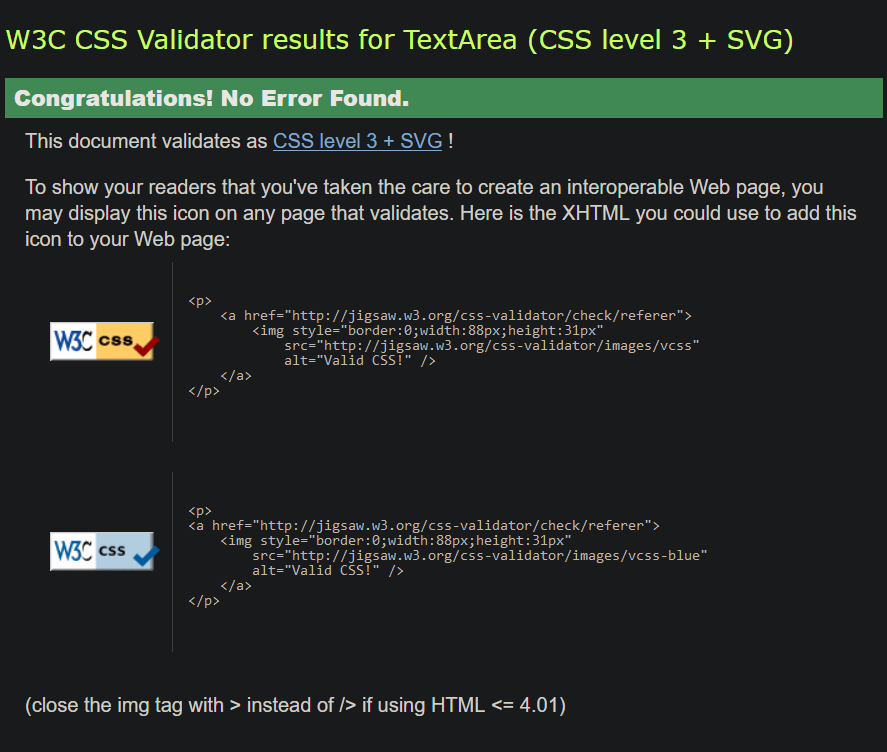 W3C CSS Validator results for TextArea (CSS level 3 + SVG)
Congratulations! No Error Found.
This document validates as CSS level 3 + SVG !
To show your readers that you've taken the care to create an interoperable Web page, you
may display this icon on any page that validates. Here is the XHTML you could use to add this
icon to your Web page:
W3C css
<p>
    <a href="http://jigsaw.w3.org/css-validator/check/referer">
        <img style="border:0;width:88px;height:31px"
            src="http://jigsaw.w3.org/css-validator/images/vcss"
            alt="Valid CSS!" />
    </a>
</p>
W3C css
<p>
<a href="http://jigsaw.w3.org/css-validator/check/referer">
    <img style="border:0;width:88px;height:31px"
        src="http://jigsaw.w3.org/css-validator/images/vcss-blue"
        alt="Valid CSS!" />
    </a>
</p>
(close the img tag with > instead of /> if using HTML <= 4.01)